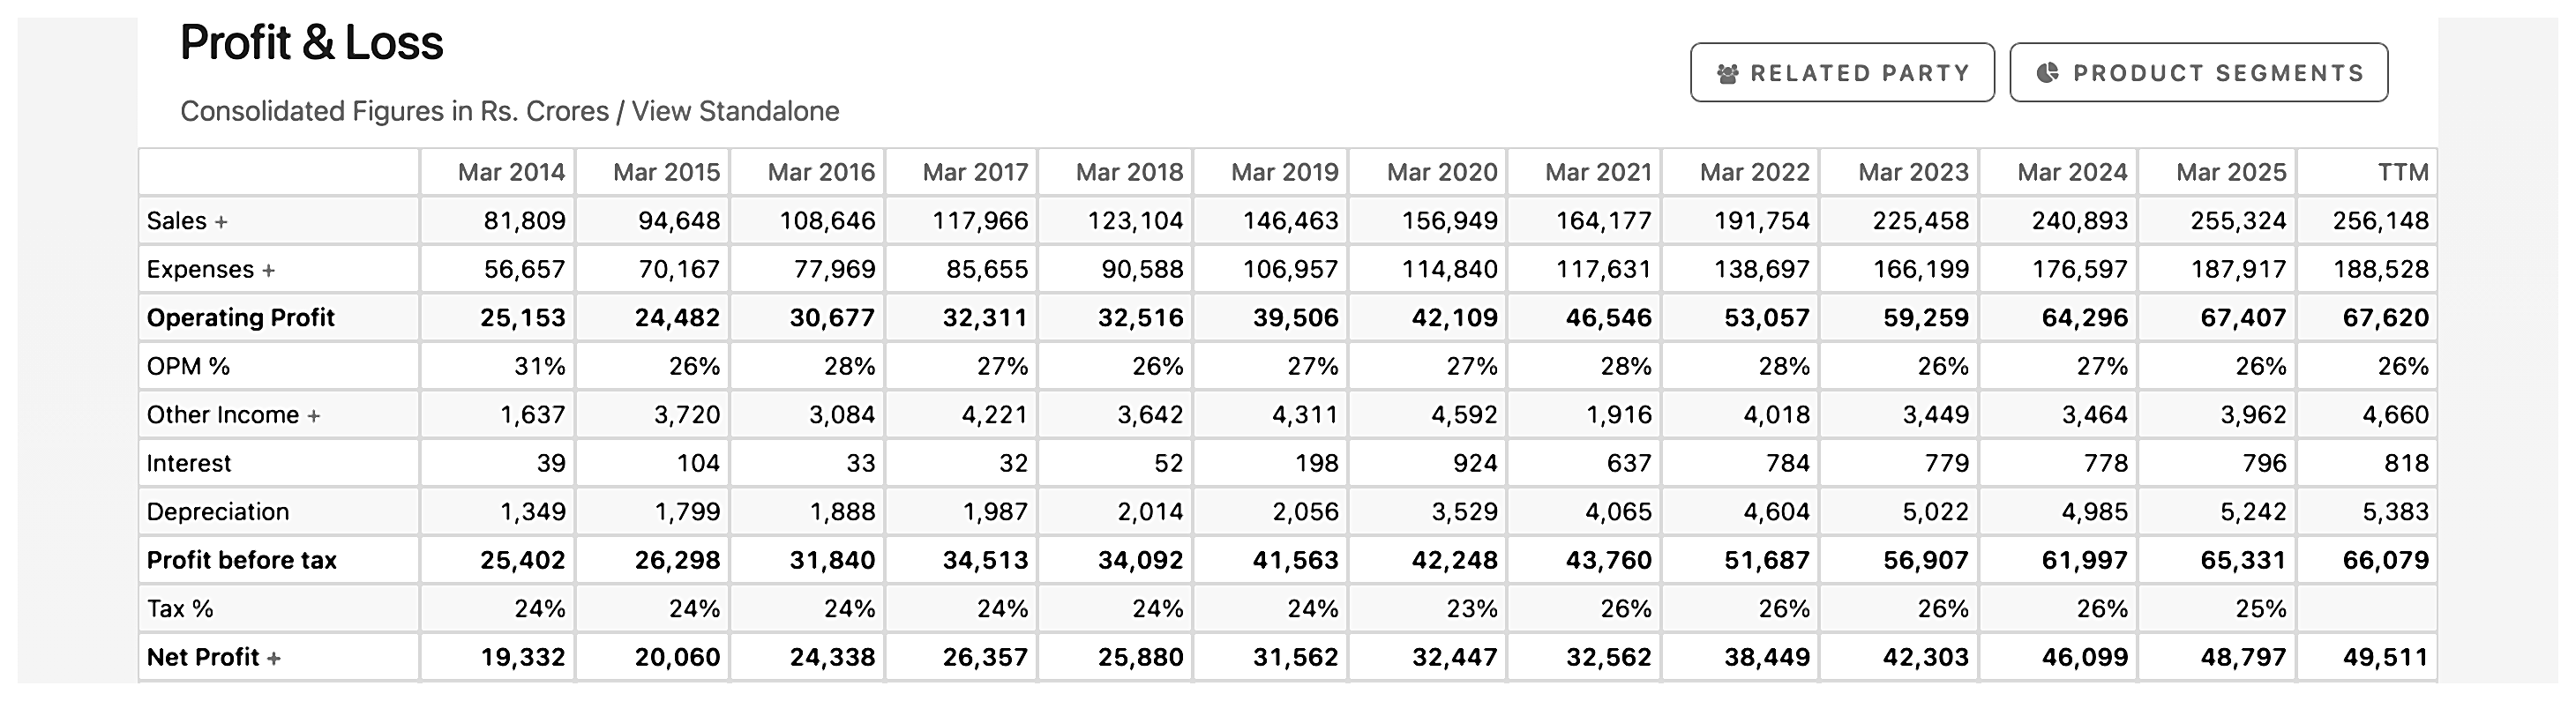 Profit & Loss
RELATED PARTY PRODUCT SEGMENTS
Consolidated Figures in Rs. Crores / View Standalone
Mar 2014 Mar 2015 Mar 2016 Mar 2017 Mar 2018 Mar 2019 Mar 2020 Mar 2021 Mar 2022 Mar 2023 Mar 2024 Mar 2025 TTM
Sales + 81,809 94,648 108,646 117,966 123,104 146,463 156,949 164,177 191,754 225,458 240,893 255,324 256,148
Expenses + 56,657 70,167 77,969 85,655 90,588 106,957 114,840 117,631 138,697 166,199 176,597 187,917 188,528
Operating Profit 25,153 24,482 30,677 32,311 32,516 39,506 42,109 46,546 53,057 59,259 64,296 67,407 67,620
OPM % 31% 26% 28% 27% 26% 27% 27% 28% 28% 26% 27% 26% 26%
Other Income + 1,637 3,720 3,084 4,221 3,642 4,311 4,592 1,916 4,018 3,449 3,464 3,962 4,660
Interest 39 104 33 32 52 198 924 637 784 779 778 796 818
Depreciation 1,349 1,799 1,888 1,987 2,014 2,056 3,529 4,065 4,604 5,022 4,985 5,242 5,383
Profit before tax 25,402 26,298 31,840 34,513 34,092 41,563 42,248 43,760 51,687 56,907 61,997 65,331 66,079
Tax % 24% 24% 24% 24% 24% 24% 23% 26% 26% 26% 26% 25%
Net Profit + 19,332 20,060 24,338 26,357 25,880 31,562 32,447 32,562 38,449 42,303 46,099 48,797 49,511